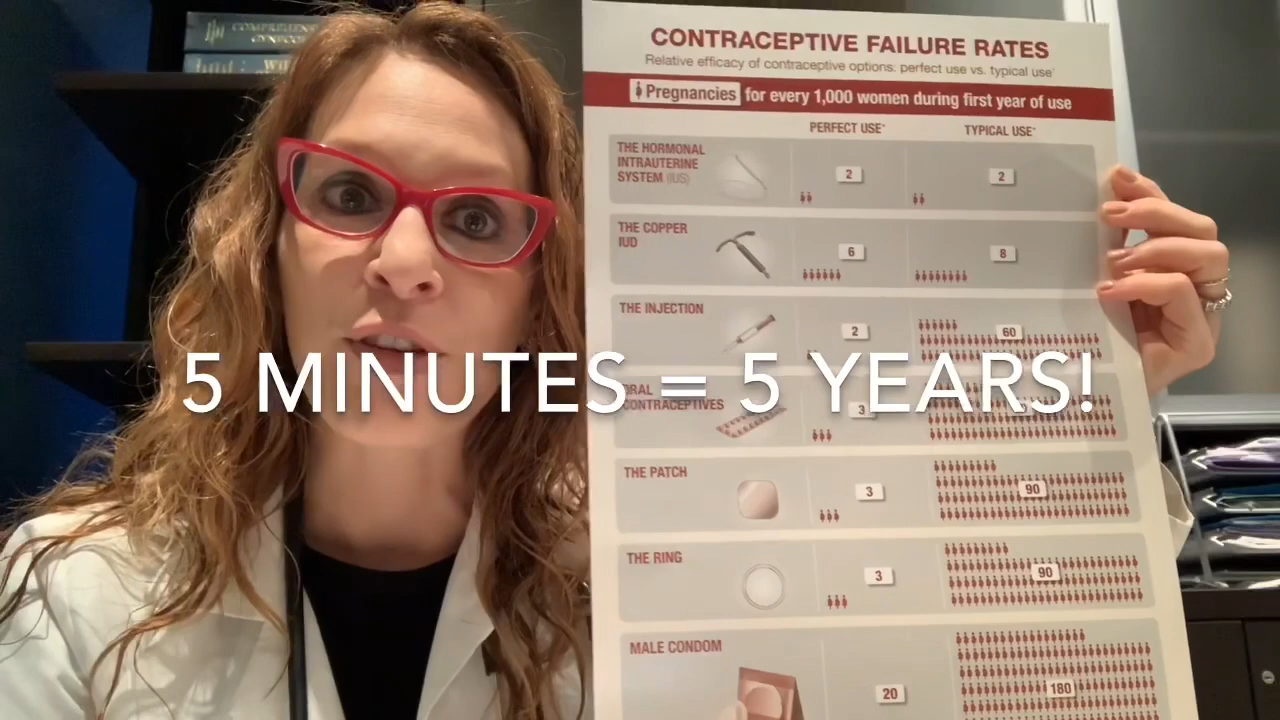 COMPREHENSIVE
GYNECOLOGY
CONTRACEPTIVE FAILURE RATES
Relative efficacy of contraceptive options: perfect use vs. typical use
Pregnancies for every 1,000 women during first year of use
PERFECT USE* TYPICAL USE*
THE HORMONAL
INTRAUTERINE
SYSTEM (IUS)
2 2
THE COPPER
IUD
6 8
THE INJECTION
2 60
5 MINUTES = 5 YEARS!
ORAL
CONTRACEPTIVES
3
THE PATCH
3 90
THE RING
3 90
MALE CONDOM
20 180